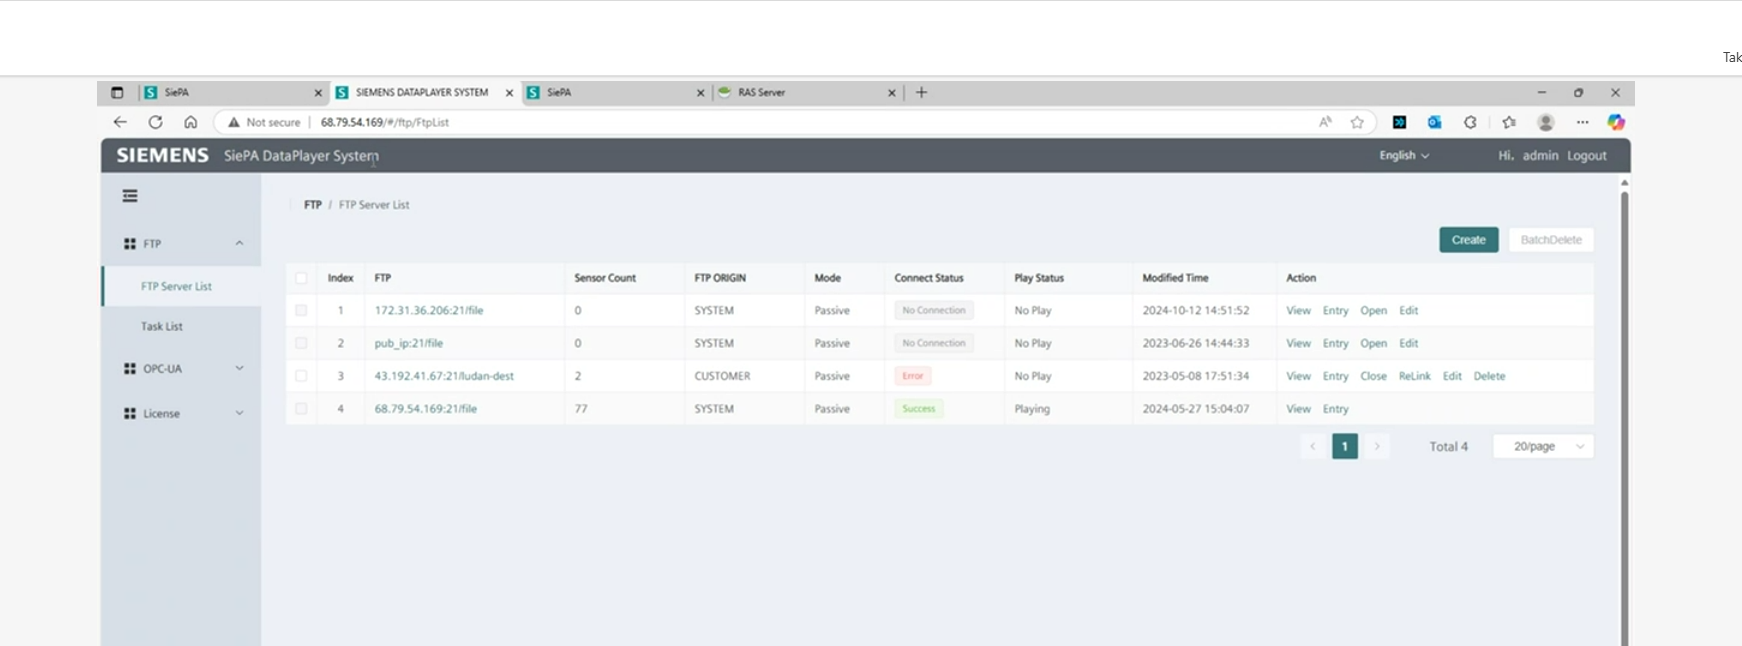 Tak
SiePA
SIEMENS DATAPLAYER SYSTEM
SiePA
RAS Server
Not secure | 68.79.54.169/#/ftp/FtpList
SIEMENS SiePA DataPlayer System
English
Hi, admin Logout
FTP / FTP Server List
FTP
FTP Server List
Task List
OPC-UA
License
Create BatchDelete
Index FTP Sensor Count FTP ORIGIN Mode Connect Status Play Status Modified Time Action
1 172.31.36.206:21/file 0 SYSTEM Passive No Connection No Play 2024-10-12 14:51:52 View Entry Open Edit
2 pub_ip:21/file 0 SYSTEM Passive No Connection No Play 2023-06-26 14:44:33 View Entry Open Edit
3 43.192.41.67:21/ludan-dest 2 CUSTOMER Passive Error No Play 2023-05-08 17:51:34 View Entry Close ReLink Edit Delete
4 68.79.54.169:21/file 77 SYSTEM Passive Success Playing 2024-05-27 15:04:07 View Entry
1 Total 4 20/page